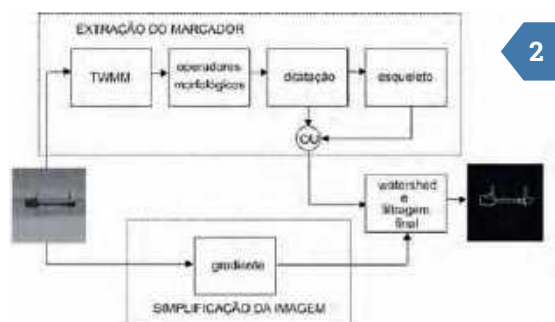 EXTRAÇÃO DO MARCADOR
2
TWMM
operadores
morfológicos
dilatação
esqueleto
OU
watershed
e
filtragem
final
gradiente
SIMPLIFICAÇÃO DA IMAGEM